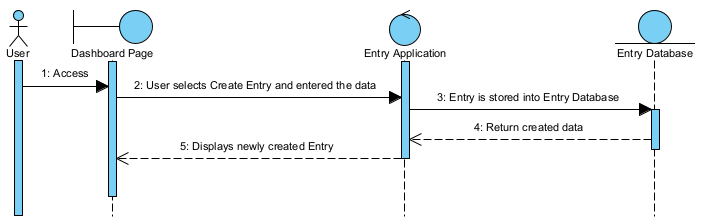 User
Dashboard Page
Entry Application
Entry Database
1: Access
2: User selects Create Entry and entered the data
3: Entry is stored into Entry Database
4: Return created data
5: Displays newly created Entry